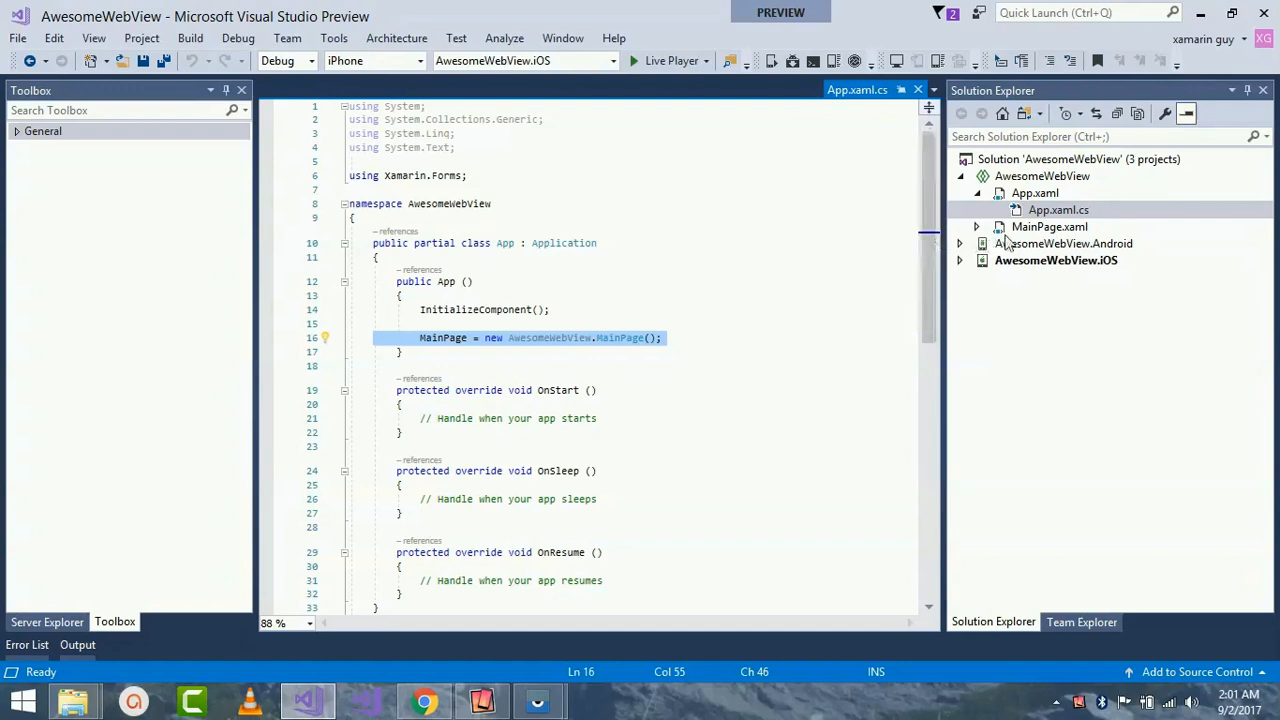 AwesomeWebView - Microsoft Visual Studio Preview
PREVIEW
2
Quick Launch (Ctrl+Q)
File Edit View Project Build Debug Team Tools Architecture Test Analyze Window Help
xamarin guy XG
Debug iPhone AwesomeWebView.iOS Live Player
Toolbox
Search Toolbox
General
App.xaml.cs
1 using System;
2 using System.Collections.Generic;
3 using System.Linq;
4 using System.Text;
5
6 using Xamarin.Forms;
7
8 namespace AwesomeWebView
9 {
– references
10 public partial class App : Application
11 {
– references
12 public App ()
13 {
14 InitializeComponent();
15
16 MainPage = new AwesomeWebView.MainPage();
17 }
18
– references
19 protected override void OnStart ()
20 {
21 // Handle when your app starts
22 }
23
– references
24 protected override void OnSleep ()
25 {
26 // Handle when your app sleeps
27 }
28
– references
29 protected override void OnResume ()
30 {
31 // Handle when your app resumes
32 }
33 }
88 %
Solution Explorer
Search Solution Explorer (Ctrl+;)
Solution 'AwesomeWebView' (3 projects)
AwesomeWebView
App.xaml
App.xaml.cs
MainPage.xaml
AwesomeWebView.Android
AwesomeWebView.iOS
Server Explorer Toolbox
Solution Explorer Team Explorer
Error List Output
Ready Ln 16 Col 55 Ch 46 INS Add to Source Control
2:01 AM
9/2/2017